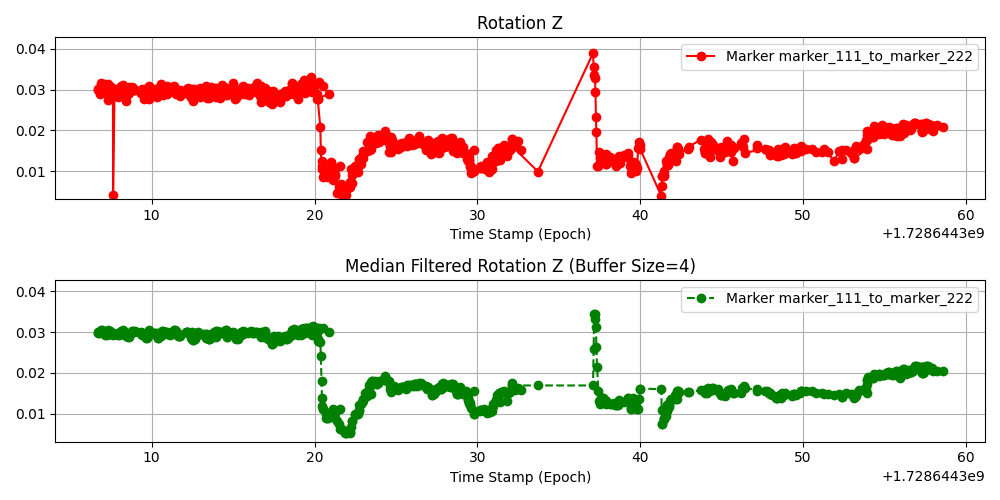 Rotation Z
0.04
0.03
0.02
0.01
Marker marker_111_to_marker_222
10
20
30
40
50
60
Time Stamp (Epoch)
+1.7286443e9
Median Filtered Rotation Z (Buffer Size=4)
0.04
0.03
0.02
0.01
Marker marker_111_to_marker_222
10
20
30
40
50
60
Time Stamp (Epoch)
+1.7286443e9